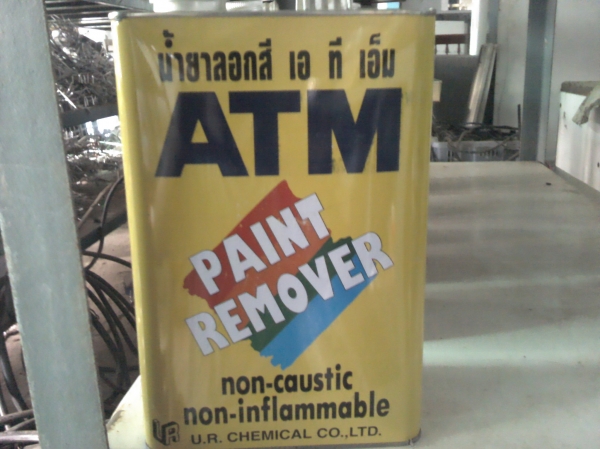 น้ำยาลอกสี เอ ที เอ็ม
ATM
PAINT
REMOVER
non-caustic
non-inflammable
UR U.R. CHEMICAL CO.,LTD.